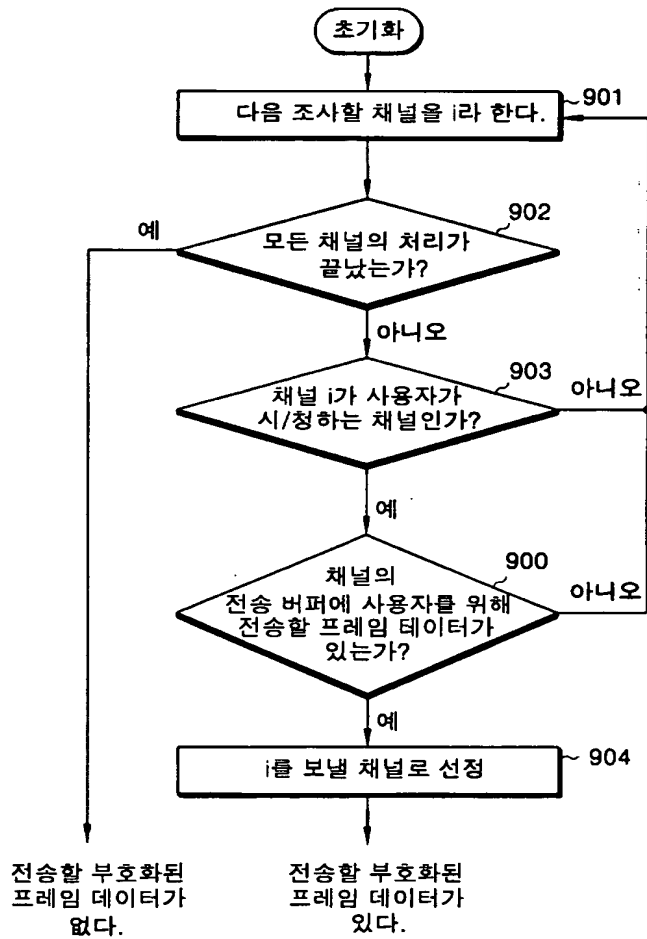 초기화
다음 조사할 채널을 i라 한다.
901
902
예
모든 채널의 처리가
끝났는가?
아니오
903
채널 i가 사용자가
시/청하는 채널인가?
아니오
예
900
채널의
전송 버퍼에 사용자를 위해
전송할 프레임 테이터가
있는가?
아니오
예
i를 보낼 채널로 선정
904
전송할 부호화된
프레임 데이터가
없다.
전송할 부호화된
프레임 데이터가
있다.